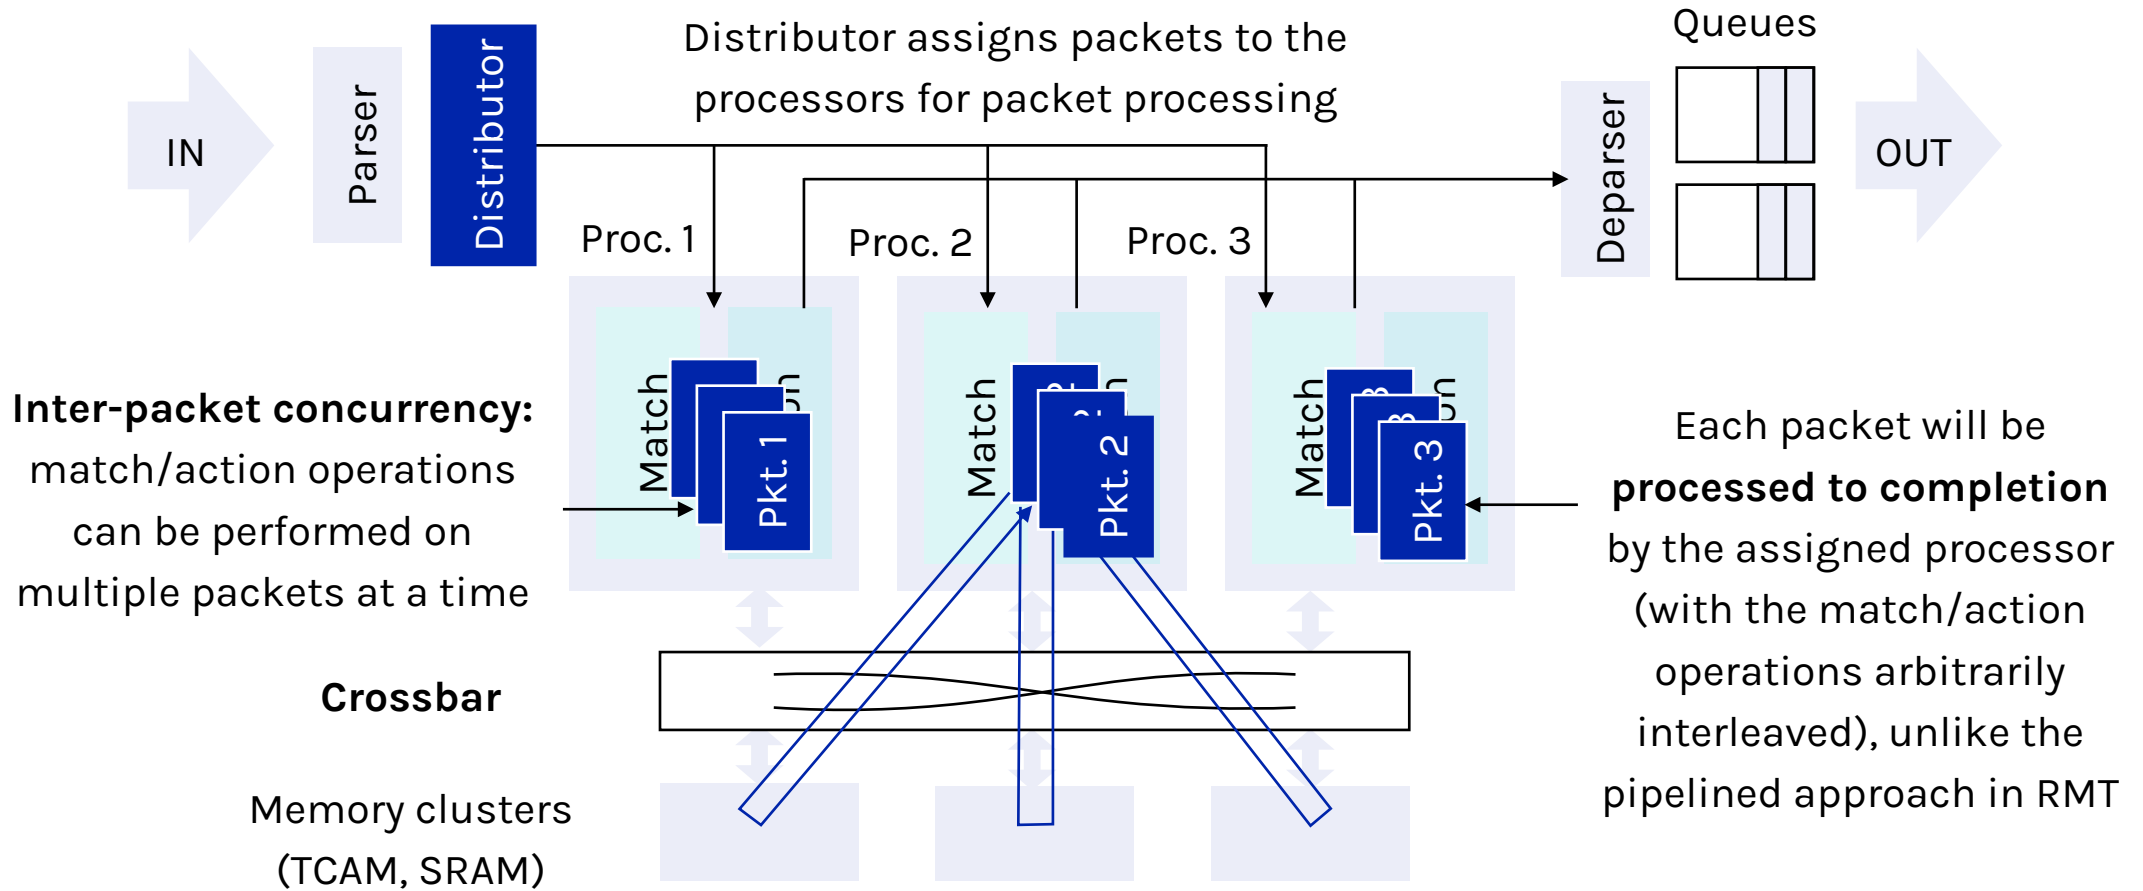 Queues
Distributor assigns packets to the
processors for packet processing
IN
Parser
Distributor
Deparser
OUT
Proc. 1
Proc. 2
Proc. 3
Match
Pkt. 1
Match
Pkt. 2
Match
Pkt. 3
Inter-packet concurrency:
match/action operations
can be performed on
multiple packets at a time
Each packet will be
processed to completion
by the assigned processor
(with the match/action
operations arbitrarily
interleaved), unlike the
pipelined approach in RMT
Crossbar
Memory clusters
(TCAM, SRAM)